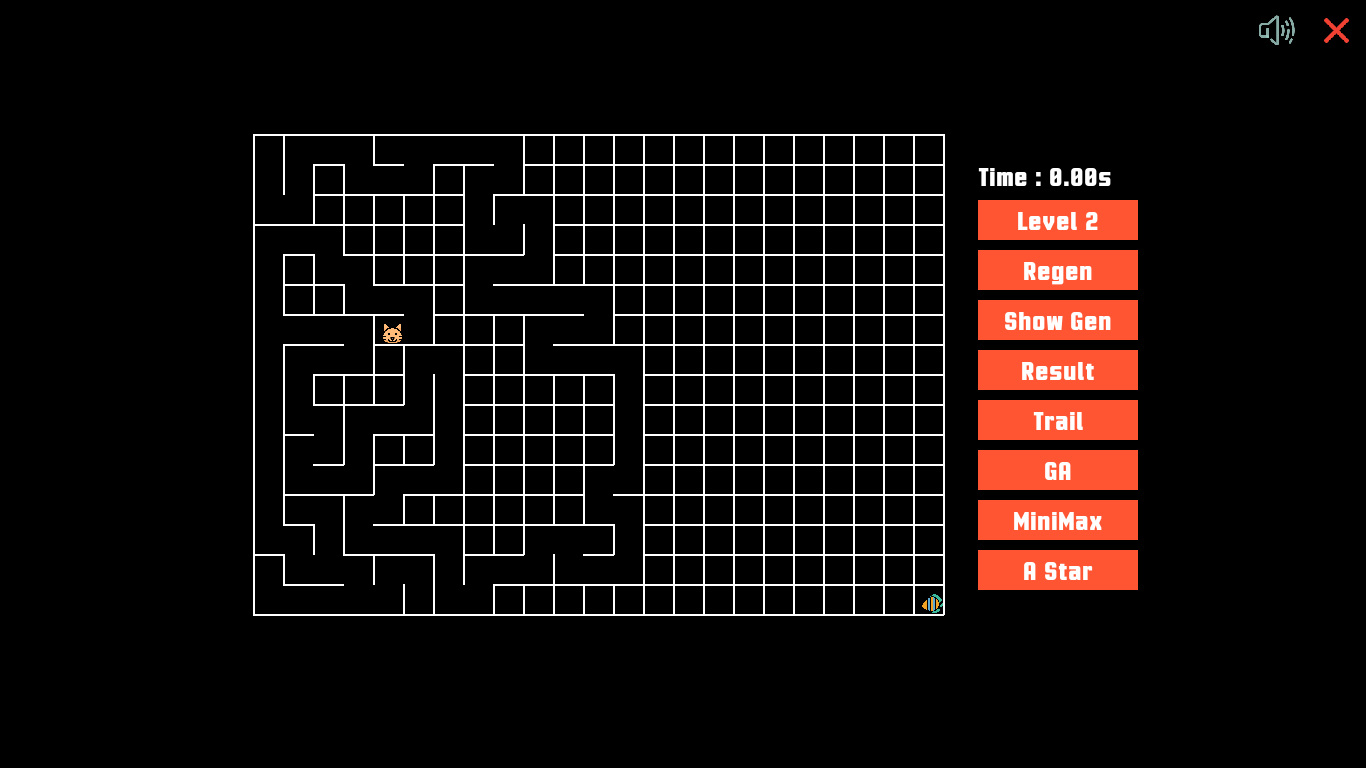 Time : 0.00s
Level 2
Regen
Show Gen
Result
Trail
GA
MiniMax
A Star